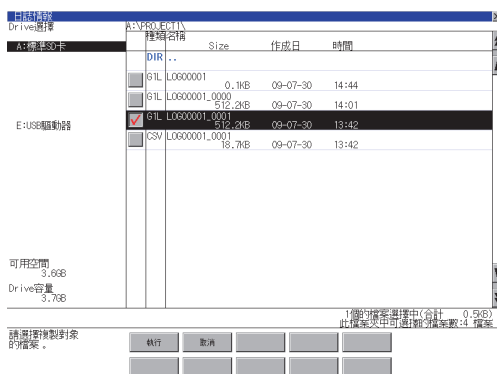 日誌情報
Drive選擇
A:\PROJECT1\
A:標準SD卡
種類 名稱
Size 作成日 時間
DIR ..
G1L LOG00001
0.1KB 09-07-30 14:44
G1L LOG00001_0000
512.2KB 09-07-30 14:01
E:USB驅動器
G1L LOG00001_0001
512.2KB 09-07-30 13:42
CSV LOG00001_0001
18.7KB 09-07-30 13:42
可用空間
3.6GB
Drive容量
3.7GB
1個的檔案選擇中(合計 0.5KB)
此檔案夾中可選擇的檔案數:4 檔案
請選擇複製對象
的檔案。
執行 取消